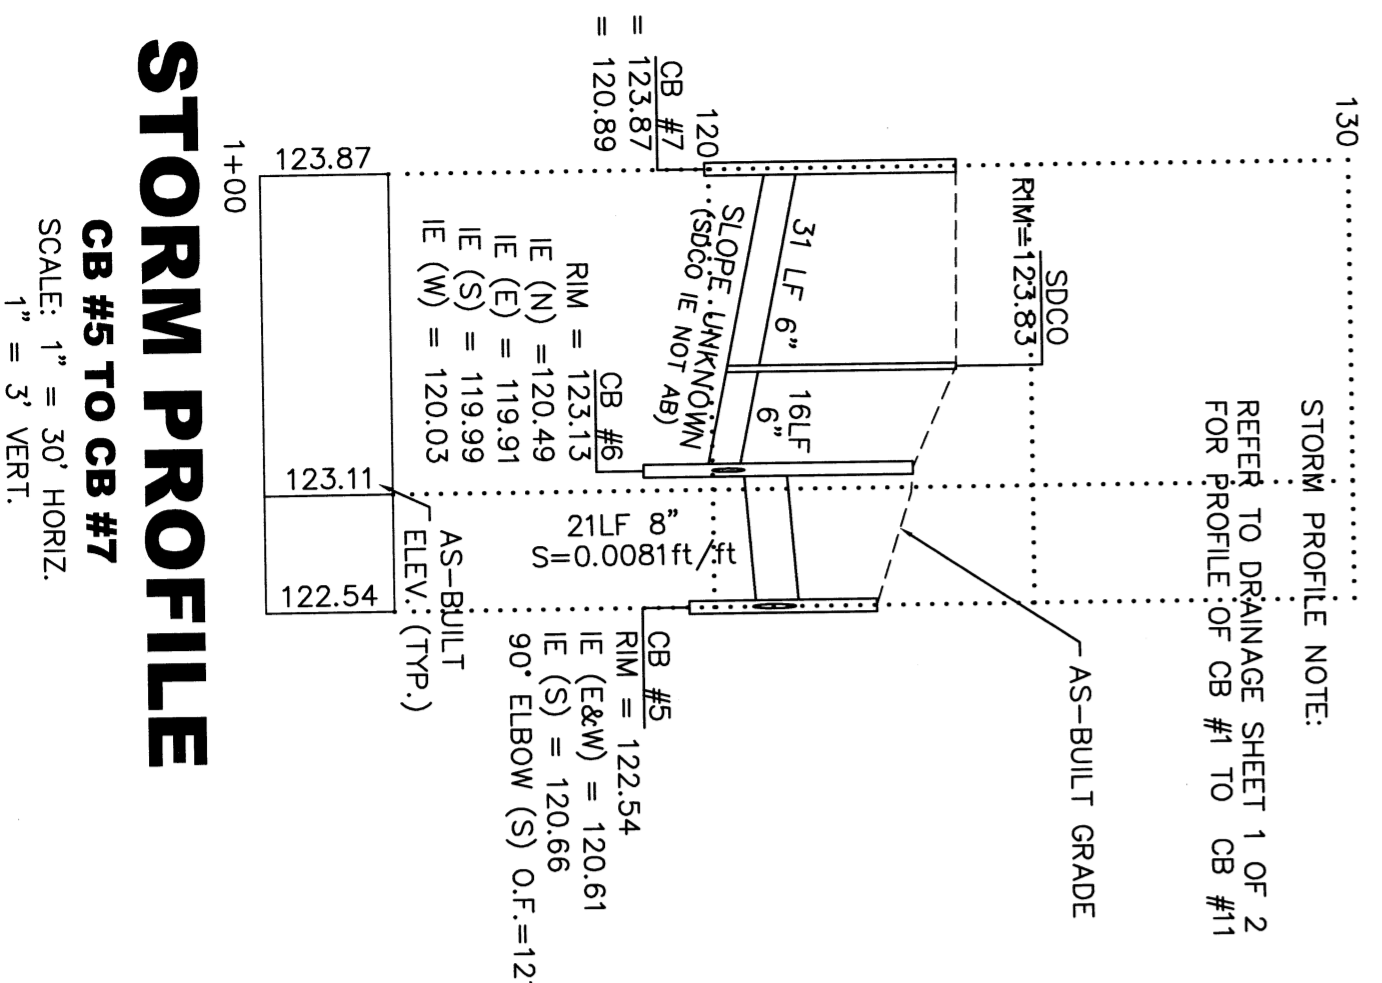 130
STORM PROFILE NOTE:
REFER TO DRAINAGE SHEET 1 OF 2
FOR PROFILE OF CB #1 TO CB #11
SDCO
RIM=123.83
AS-BUILT GRADE
120
CB #7
= 123.87
= 120.89
31 LF 6"
16LF
6"
SLOPE UNKNOWN
(SDCO IE NOT AB)
CB #6
RIM = 123.13
IE (N) =120.49
IE (E) = 119.91
IE (S) = 119.99
IE (W) = 120.03
21LF 8"
S=0.0081ft/ft
CB #5
RIM = 122.54
IE (E&W) = 120.61
IE (S) = 120.66
90° ELBOW (S) O.F.=12
AS-BUILT
ELEV. (TYP.)
123.87
123.11
122.54
1+00
STORM PROFILE
CB #5 TO CB #7
SCALE: 1" = 30' HORIZ.
1" = 3' VERT.